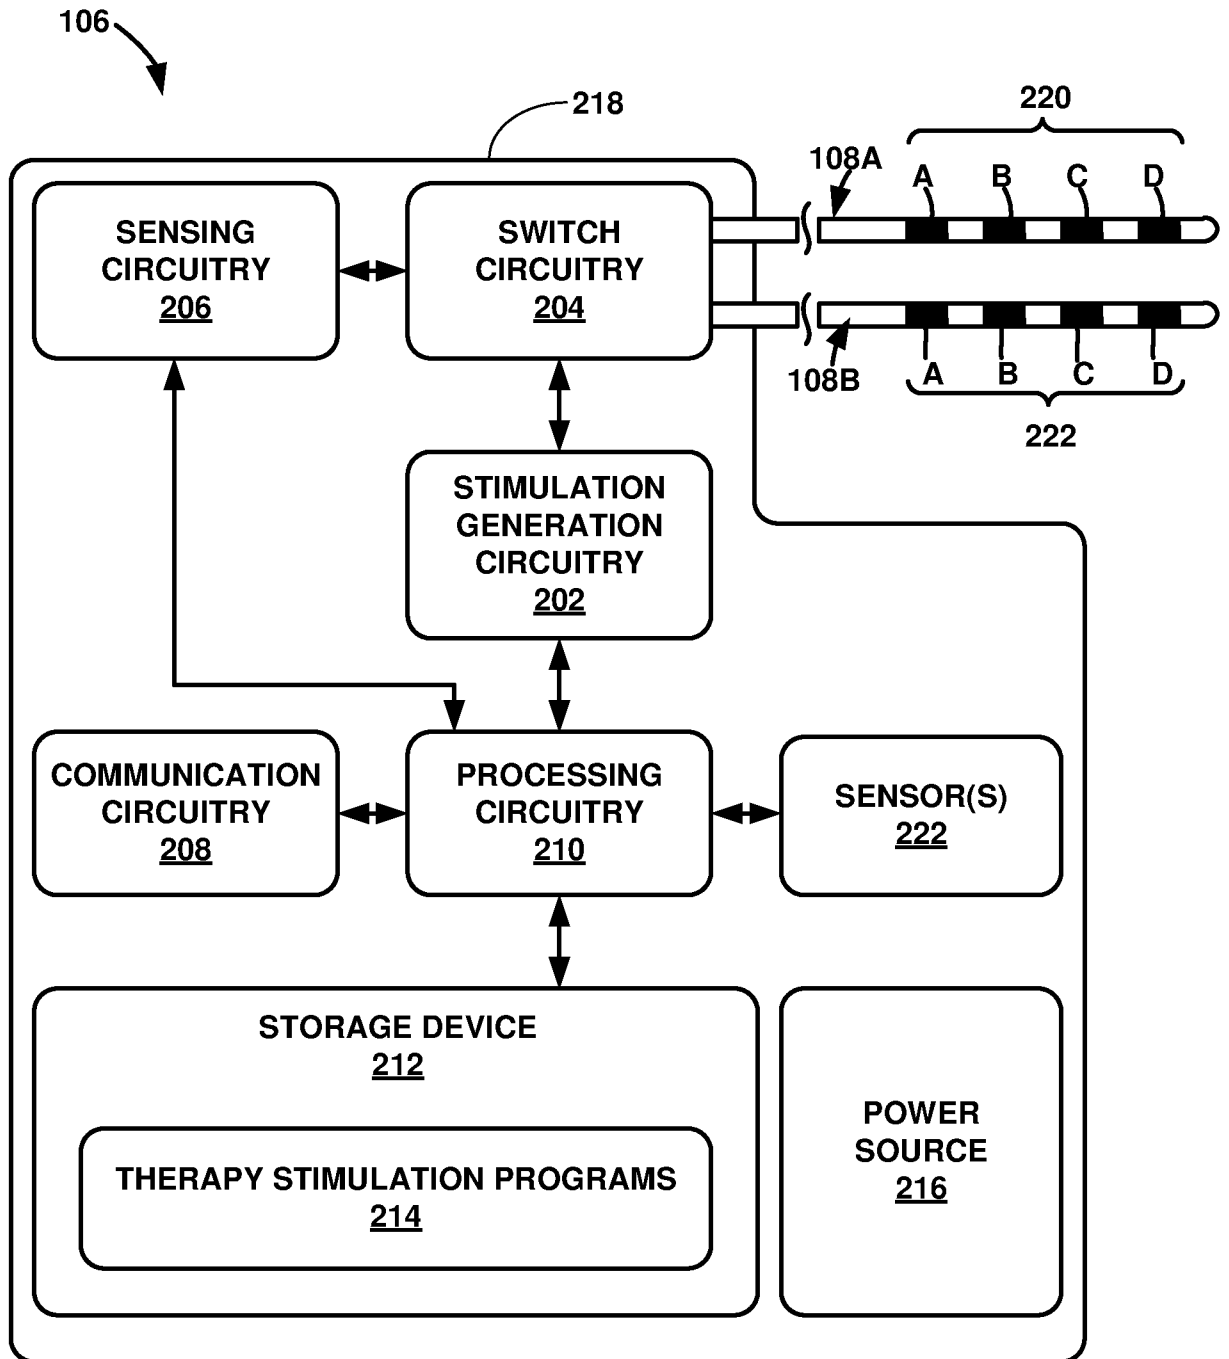 106
218
220
108A
A B C D
SENSING
CIRCUITRY
206
SWITCH
CIRCUITRY
204
108B
A B C D
222
STIMULATION
GENERATION
CIRCUITRY
202
COMMUNICATION
CIRCUITRY
208
PROCESSING
CIRCUITRY
210
SENSOR(S)
222
STORAGE DEVICE
212
THERAPY STIMULATION PROGRAMS
214
POWER
SOURCE
216